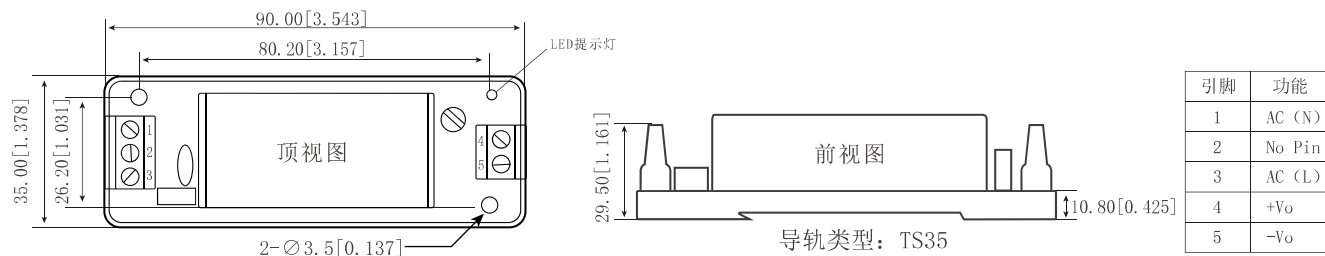 90.00[3.543]
80.20[3.157]
LED提示灯
35.00[1.378]
26.20[1.031]
1
2
3
顶视图
4
5
2-∅3.5[0.137]
29.50[1.161]
前视图
10.80[0.425]
导轨类型：TS35
引脚 功能
1 AC（N）
2 No Pin
3 AC（L）
4 +Vo
5 -Vo